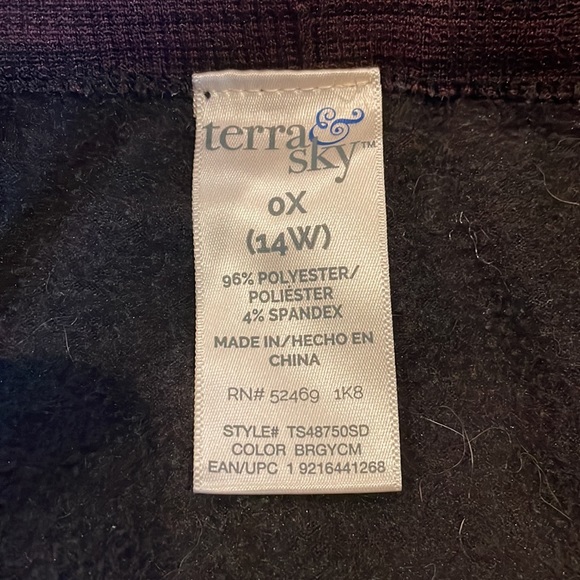 terra &
sky™
0X
(14W)
96% POLYESTER/
POLIÉSTER
4% SPANDEX
MADE IN/HECHO EN
CHINA
RN# 52469 1K8
STYLE# TS48750SD
COLOR BRGYCM
EAN/UPC 1 9216441268